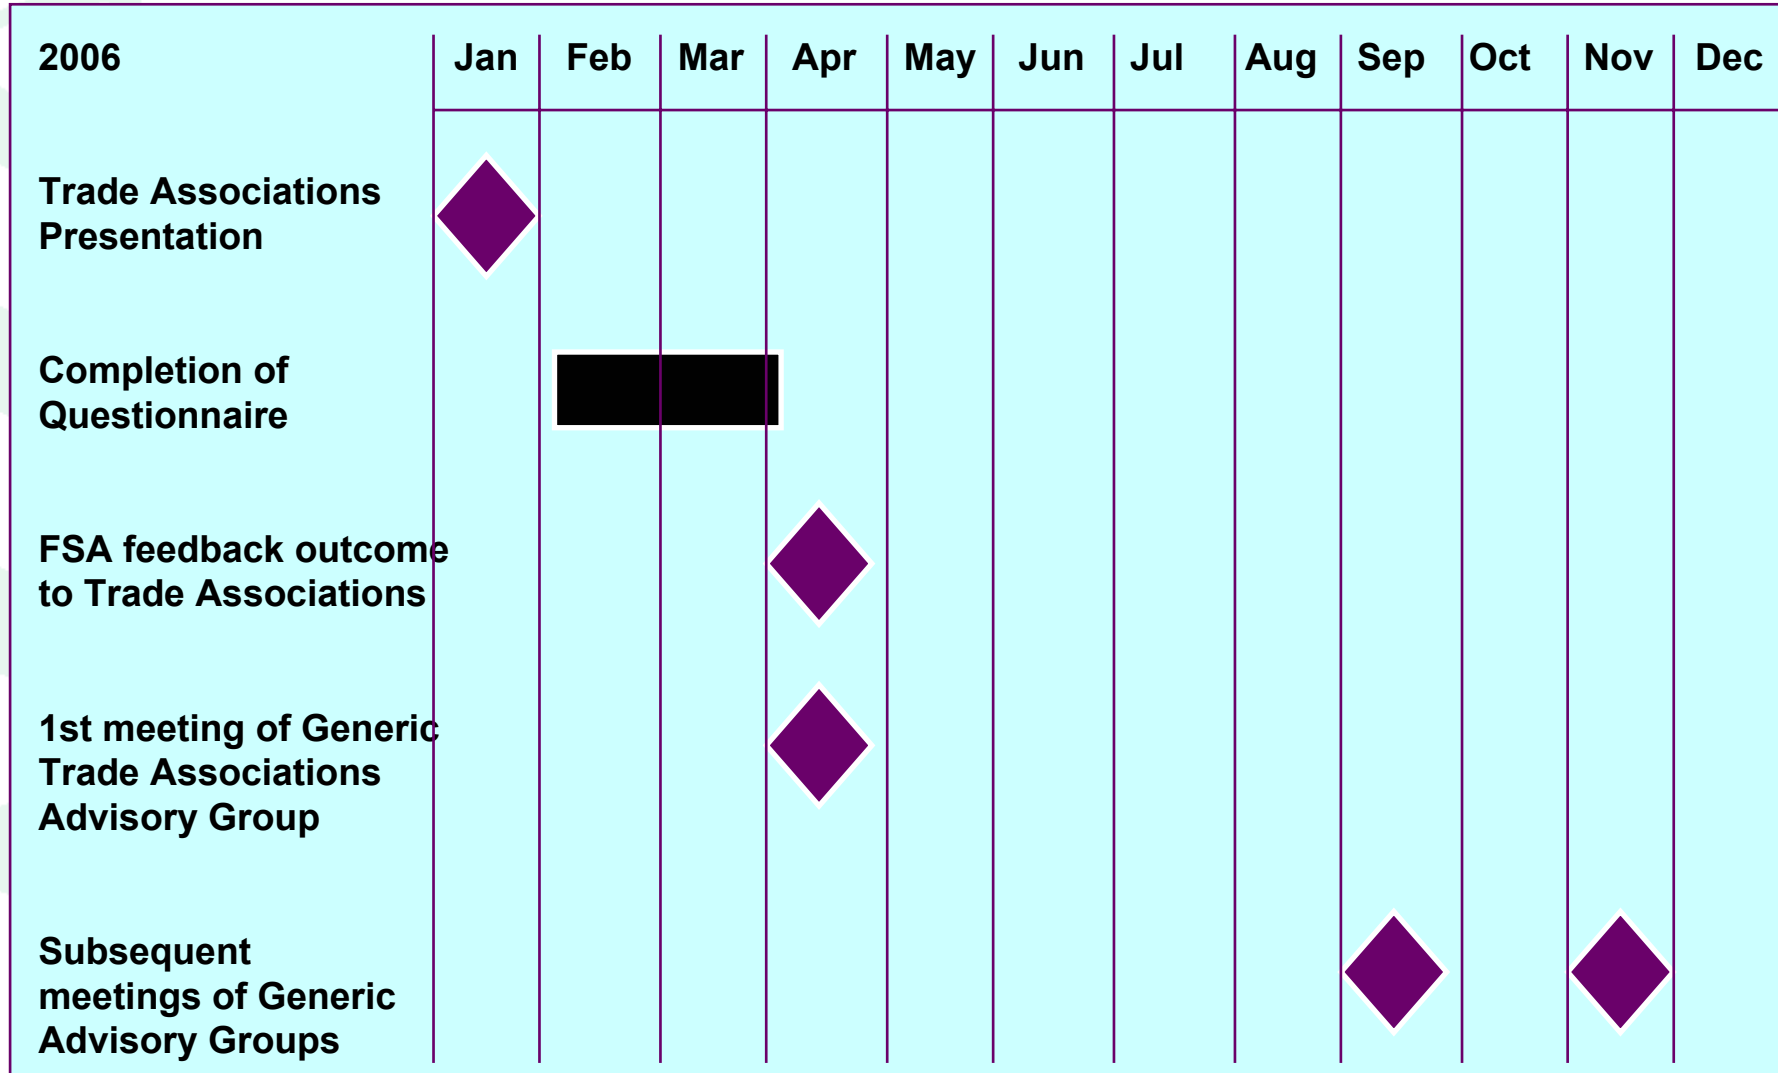 2006 Jan Feb Mar Apr May Jun Jul Aug Sep Oct Nov Dec
Trade Associations
Presentation
Completion of
Questionnaire
FSA feedback outcome
to Trade Associations
1st meeting of Generic
Trade Associations
Advisory Group
Subsequent
meetings of Generic
Advisory Groups